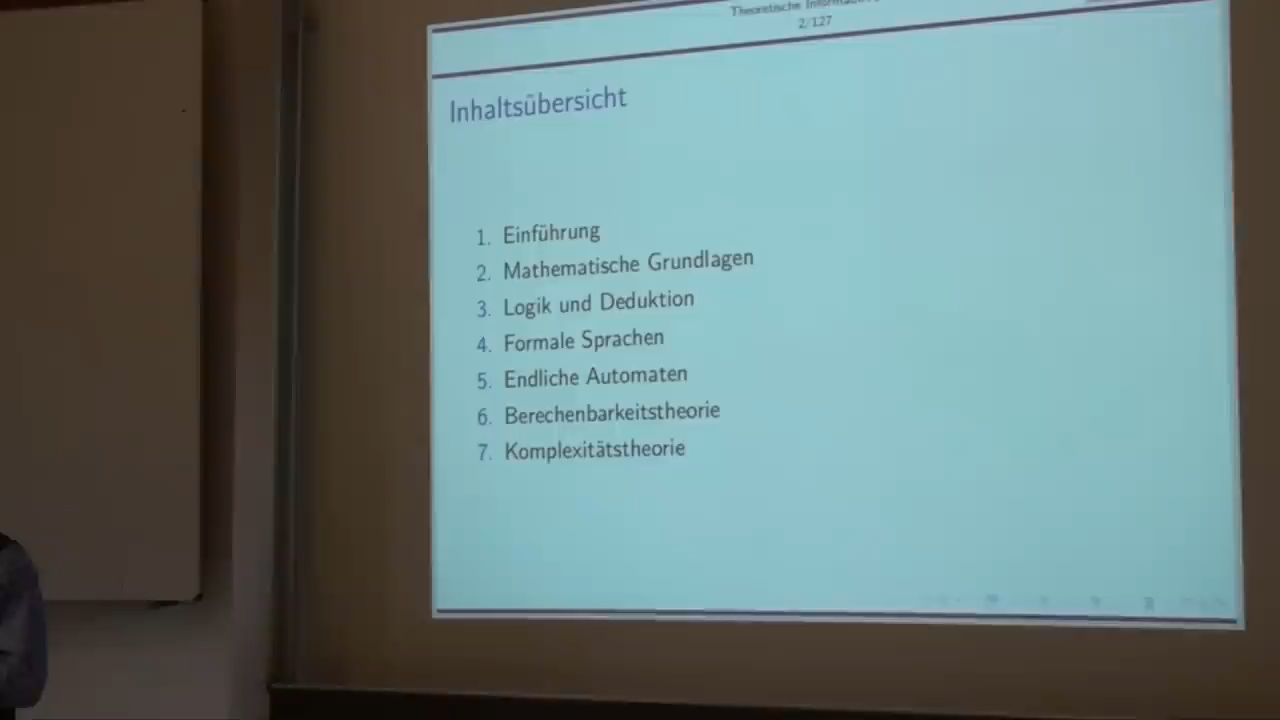 Theoretische Informatik
2/127
Inhaltsübersicht
1. Einführung
2. Mathematische Grundlagen
3. Logik und Deduktion
4. Formale Sprachen
5. Endliche Automaten
6. Berechenbarkeitstheorie
7. Komplexitätstheorie